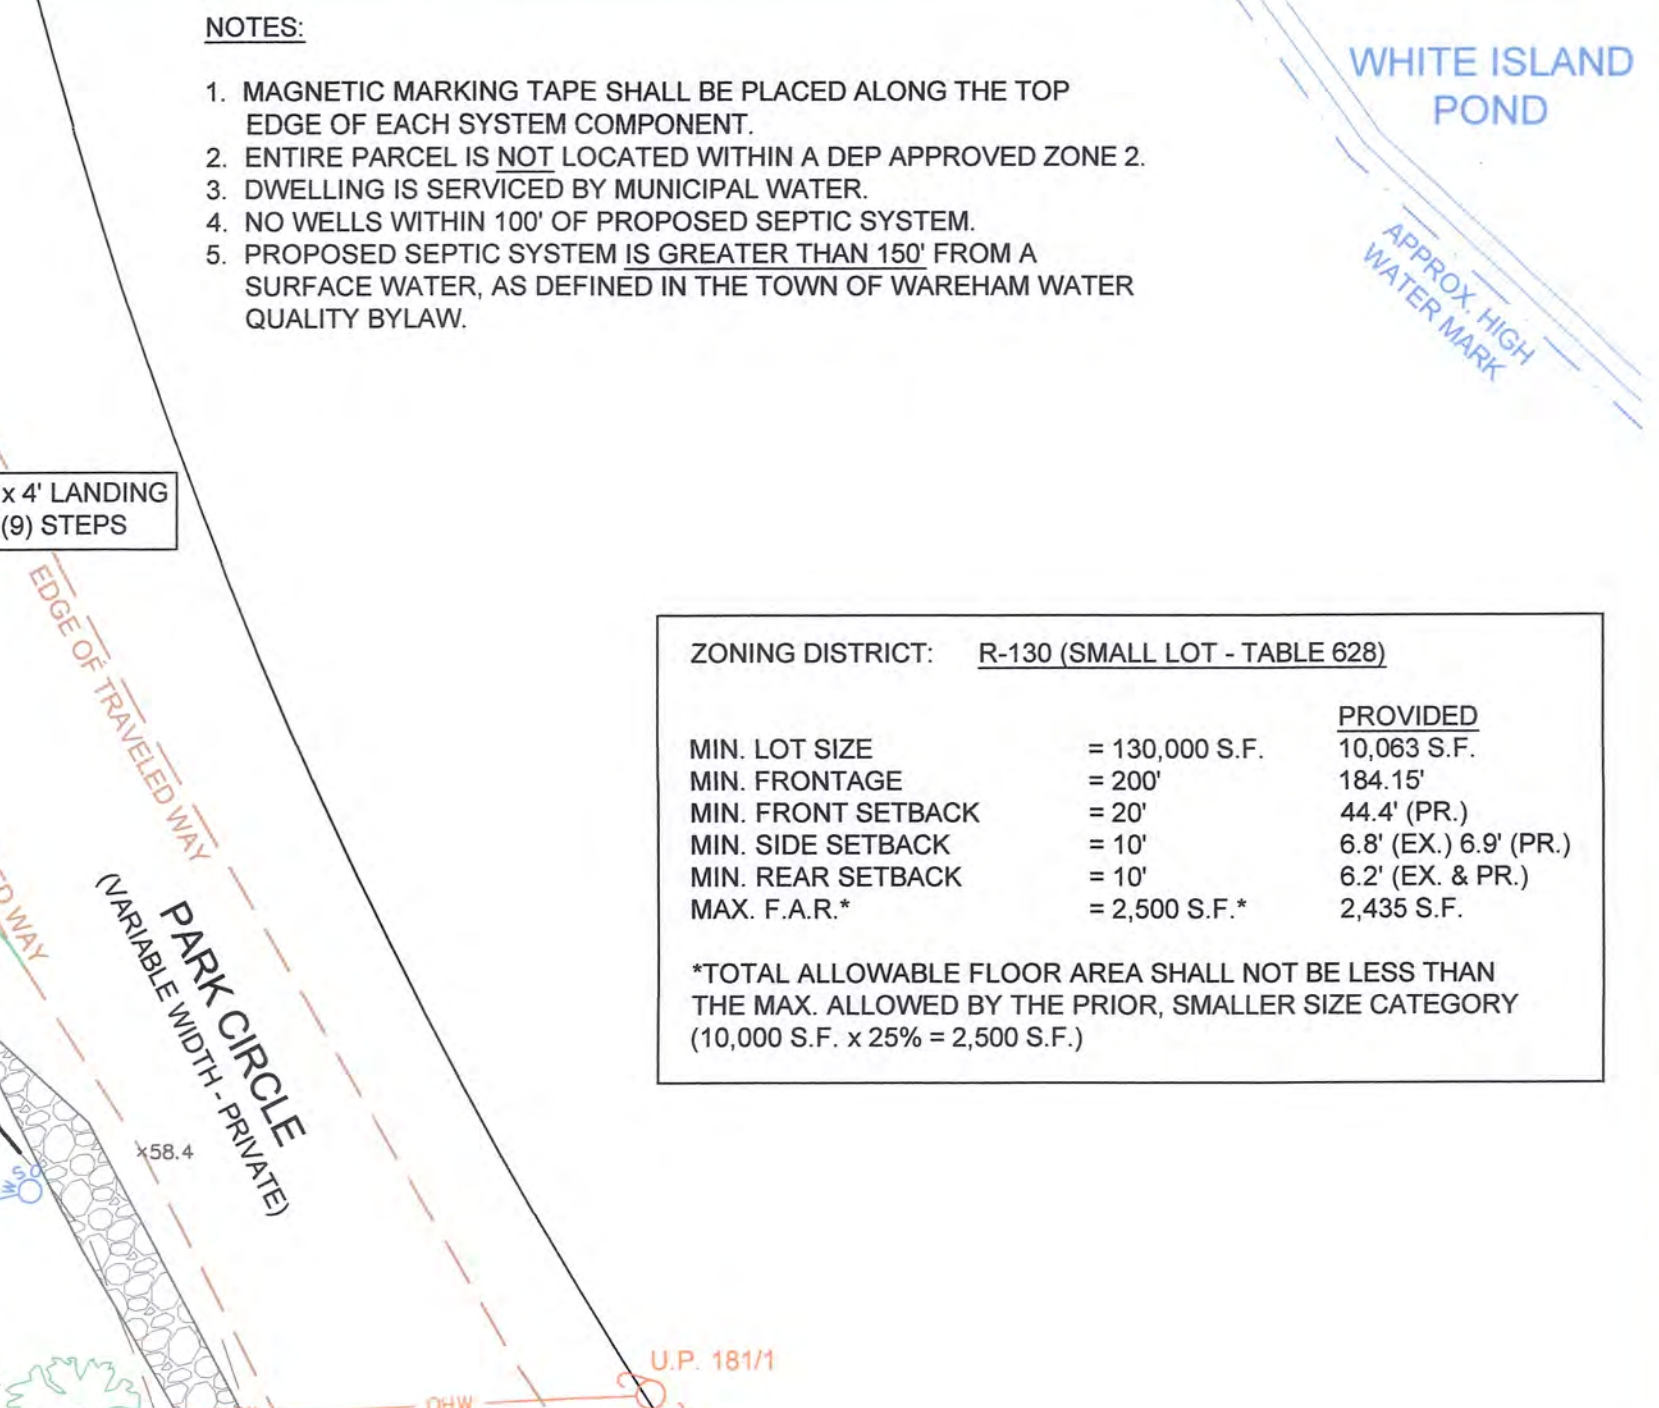 NOTES:
1. MAGNETIC MARKING TAPE SHALL BE PLACED ALONG THE TOP
EDGE OF EACH SYSTEM COMPONENT.
2. ENTIRE PARCEL IS NOT LOCATED WITHIN A DEP APPROVED ZONE 2.
3. DWELLING IS SERVICED BY MUNICIPAL WATER.
4. NO WELLS WITHIN 100' OF PROPOSED SEPTIC SYSTEM.
5. PROPOSED SEPTIC SYSTEM IS GREATER THAN 150' FROM A
SURFACE WATER, AS DEFINED IN THE TOWN OF WAREHAM WATER
QUALITY BYLAW.
WHITE ISLAND
POND
APPROX. HIGH
WATER MARK
x 4' LANDING
(9) STEPS
EDGE OF TRAVELED WAY
WAY
PARK CIRCLE
(VARIABLE WIDTH - PRIVATE)
ZONING DISTRICT: R-130 (SMALL LOT - TABLE 628)
PROVIDED
MIN. LOT SIZE = 130,000 S.F. 10,063 S.F.
MIN. FRONTAGE = 200' 184.15'
MIN. FRONT SETBACK = 20' 44.4' (PR.)
MIN. SIDE SETBACK = 10' 6.8' (EX.) 6.9' (PR.)
MIN. REAR SETBACK = 10' 6.2' (EX. & PR.)
MAX. F.A.R.* = 2,500 S.F.* 2,435 S.F.
*TOTAL ALLOWABLE FLOOR AREA SHALL NOT BE LESS THAN
THE MAX. ALLOWED BY THE PRIOR, SMALLER SIZE CATEGORY
(10,000 S.F. x 25% = 2,500 S.F.)
x58.4
WSO
U.P. 181/1
OHW